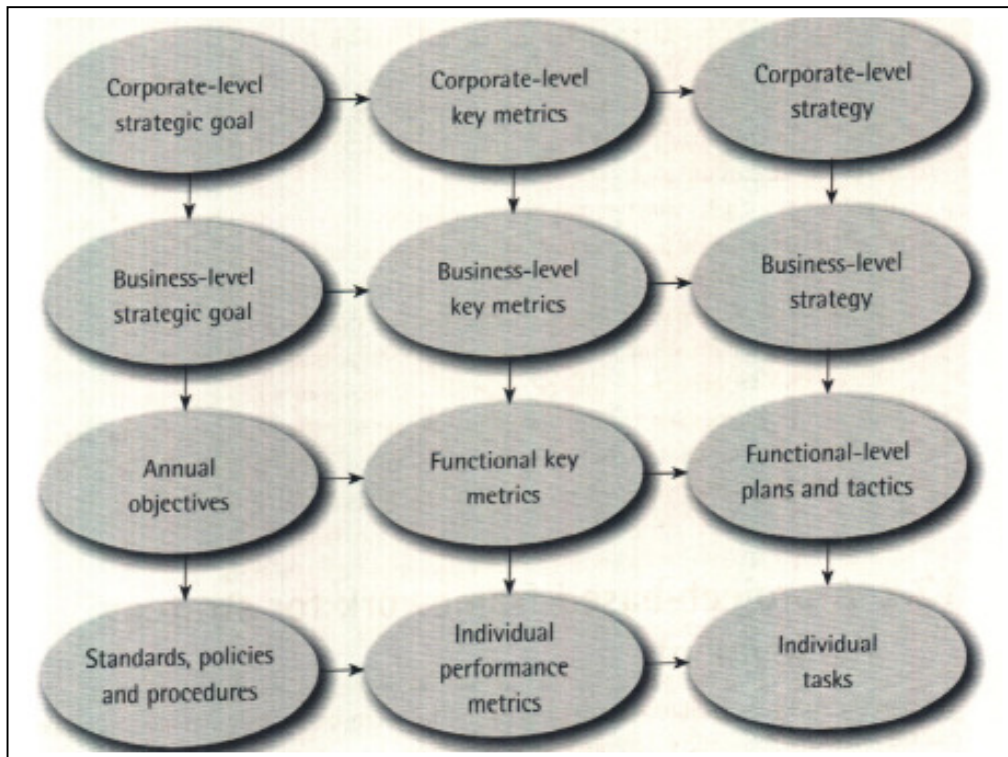 Corporate-level
strategic goal
Corporate-level
key metrics
Corporate-level
strategy
Business-level
strategic goal
Business-level
key metrics
Business-level
strategy
Annual
objectives
Functional key
metrics
Functional-level
plans and tactics
Standards, policies
and procedures
Individual
performance
metrics
Individual
tasks